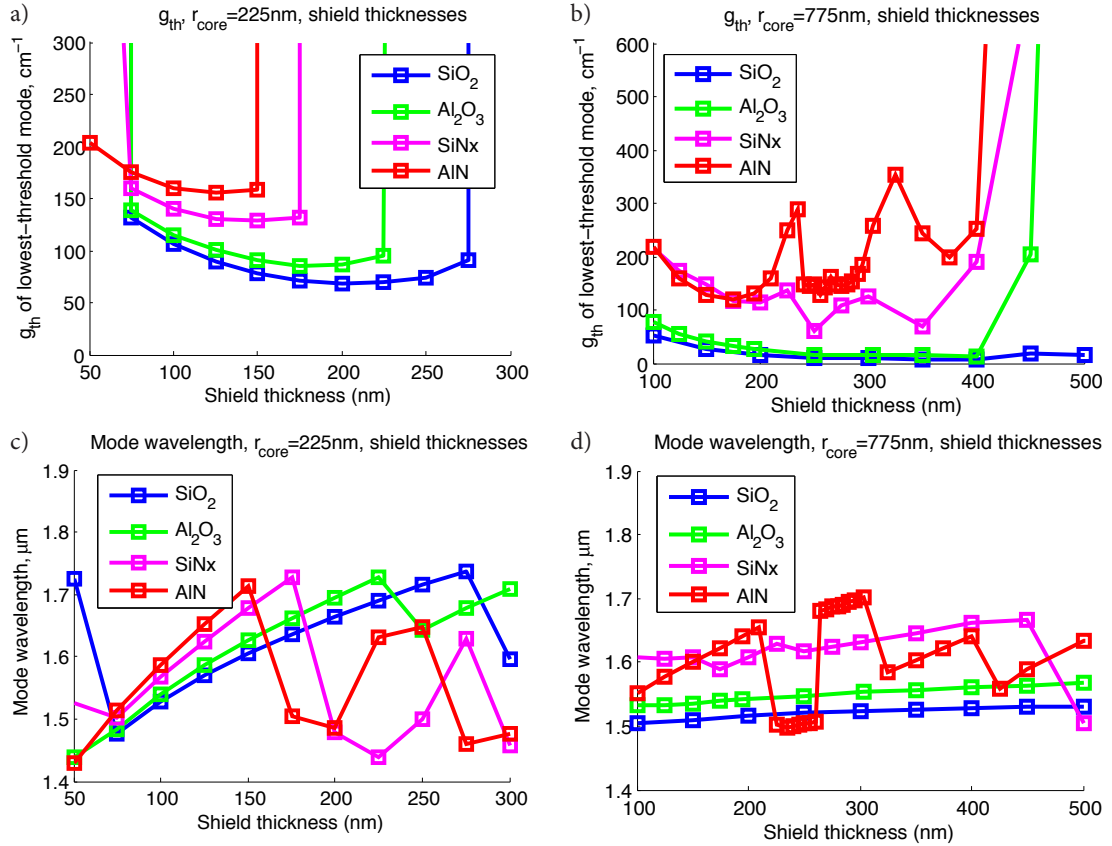 a)
g_th, r_core=225nm, shield thicknesses
g_th of lowest−threshold mode, cm⁻¹
300
250
200
150
100
50
0
50
100
150
200
250
300
Shield thickness (nm)
SiO₂
Al₂O₃
SiNx
AlN
b)
g_th, r_core=775nm, shield thicknesses
g_th of lowest−threshold mode, cm⁻¹
600
500
400
300
200
100
0
100
200
300
400
500
Shield thickness (nm)
SiO₂
Al₂O₃
SiNx
AlN
c)
Mode wavelength, r_core=225nm, shield thicknesses
Mode wavelength, μm
1.9
1.8
1.7
1.6
1.5
1.4
50
100
150
200
250
300
Shield thickness (nm)
SiO₂
Al₂O₃
SiNx
AlN
d)
Mode wavelength, r_core=775nm, shield thicknesses
Mode wavelength, μm
1.9
1.8
1.7
1.6
1.5
1.4
100
200
300
400
500
Shield thickness (nm)
SiO₂
Al₂O₃
SiNx
AlN